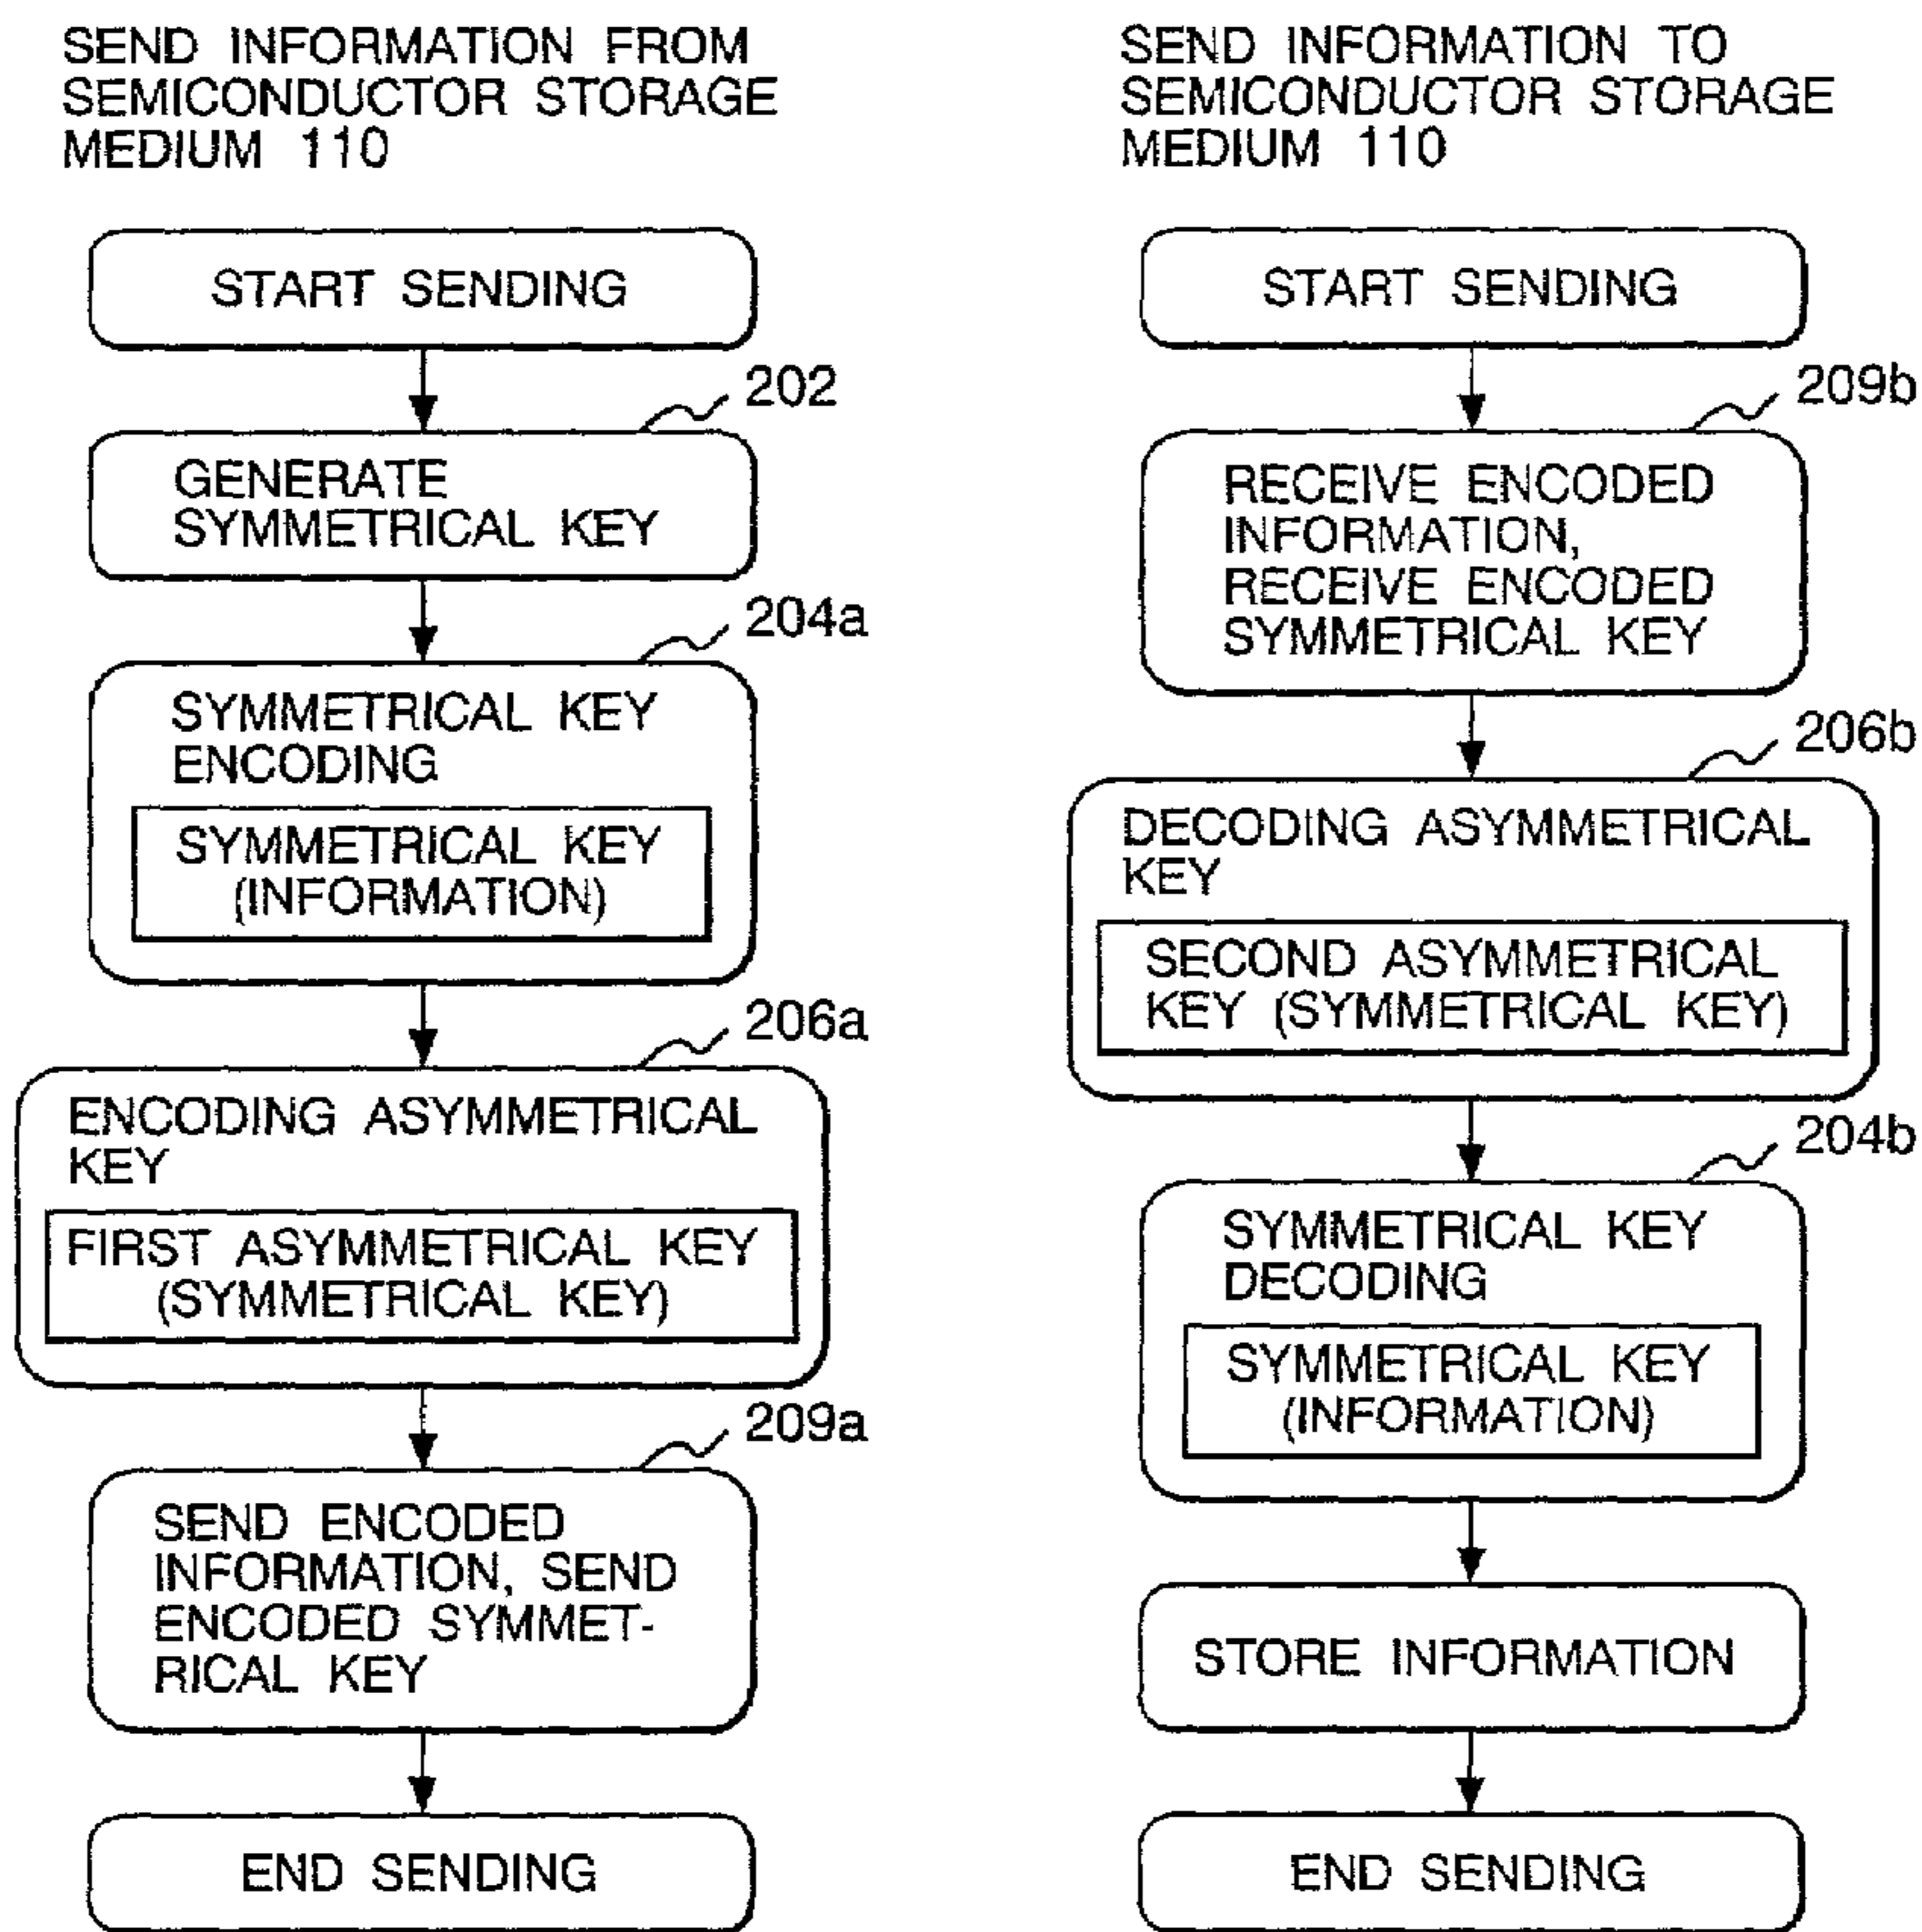 SEND INFORMATION FROM
SEMICONDUCTOR STORAGE
MEDIUM 110
START SENDING
202
GENERATE
SYMMETRICAL KEY
204a
SYMMETRICAL KEY
ENCODING
SYMMETRICAL KEY
(INFORMATION)
206a
ENCODING ASYMMETRICAL
KEY
FIRST ASYMMETRICAL KEY
(SYMMETRICAL KEY)
209a
SEND ENCODED
INFORMATION, SEND
ENCODED SYMMET-
RICAL KEY
END SENDING
SEND INFORMATION TO
SEMICONDUCTOR STORAGE
MEDIUM 110
START SENDING
209b
RECEIVE ENCODED
INFORMATION,
RECEIVE ENCODED
SYMMETRICAL KEY
206b
DECODING ASYMMETRICAL
KEY
SECOND ASYMMETRICAL
KEY (SYMMETRICAL KEY)
204b
SYMMETRICAL KEY
DECODING
SYMMETRICAL KEY
(INFORMATION)
STORE INFORMATION
END SENDING